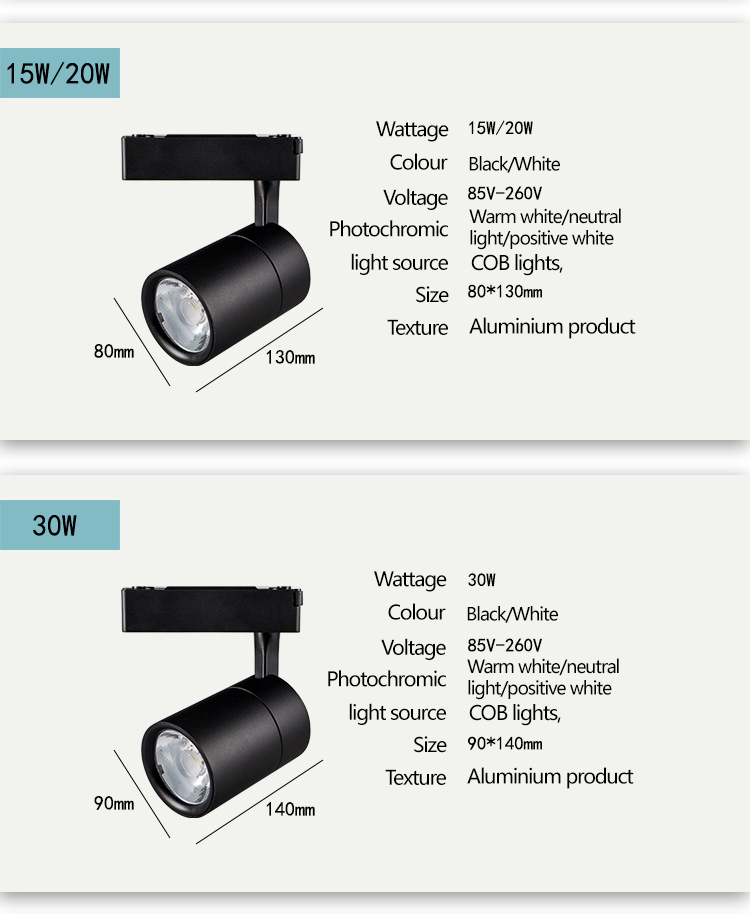 15W/20W
Wattage 15W/20W
Colour Black/White
Voltage 85V-260V
Photochromic Warm white/neutral
light/positive white
light source COB lights,
Size 80*130mm
Texture Aluminium product
80mm
130mm
30W
Wattage 30W
Colour Black/White
Voltage 85V-260V
Photochromic Warm white/neutral
light/positive white
light source COB lights,
Size 90*140mm
Texture Aluminium product
90mm
140mm